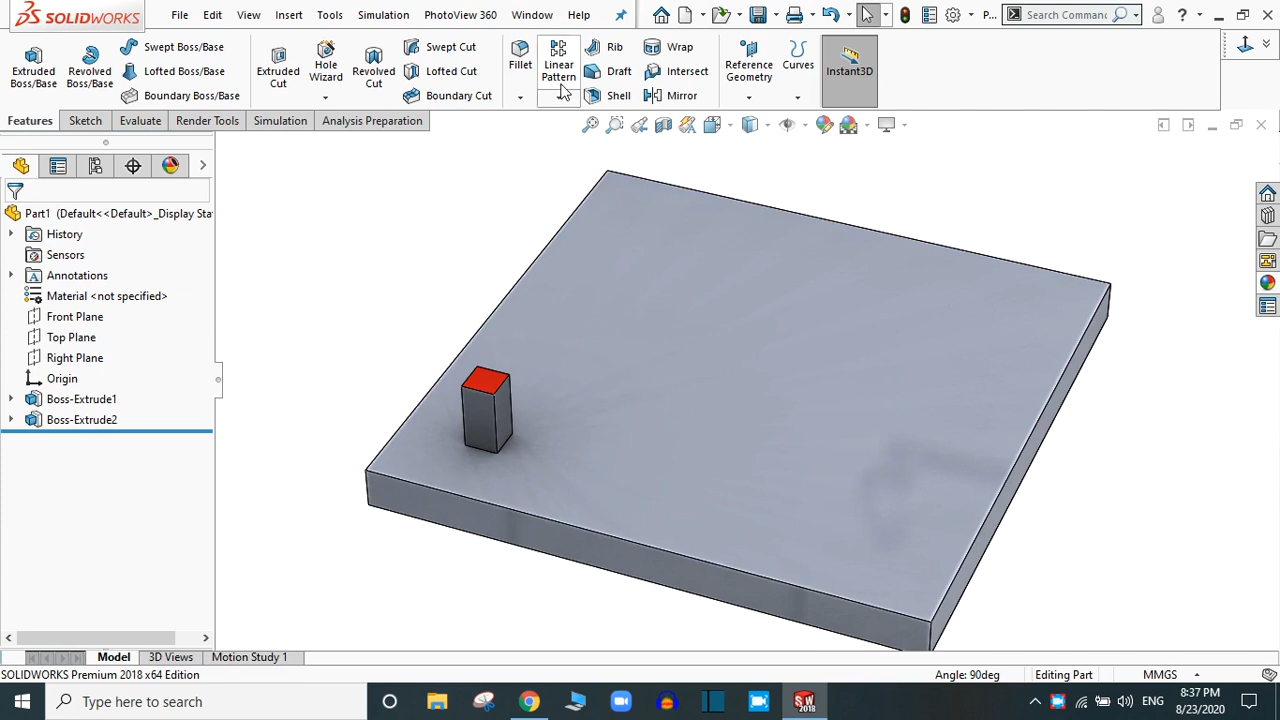 SOLIDWORKS File Edit View Insert Tools Simulation PhotoView 360 Window Help P... Search Commanc
Extruded Boss/Base
Revolved Boss/Base
Swept Boss/Base
Lofted Boss/Base
Boundary Boss/Base
Extruded Cut
Hole Wizard
Revolved Cut
Swept Cut
Lofted Cut
Boundary Cut
Fillet
Linear Pattern
Rib
Draft
Shell
Wrap
Intersect
Mirror
Reference Geometry
Curves
Instant3D
Features Sketch Evaluate Render Tools Simulation Analysis Preparation
Part1 (Default<<Default>_Display Sta
History
Sensors
Annotations
Material <not specified>
Front Plane
Top Plane
Right Plane
Origin
Boss-Extrude1
Boss-Extrude2
Model 3D Views Motion Study 1
SOLIDWORKS Premium 2018 x64 Edition Angle: 90deg Editing Part MMGS
Type here to search SW 2018 ENG 8:37 PM
8/23/2020